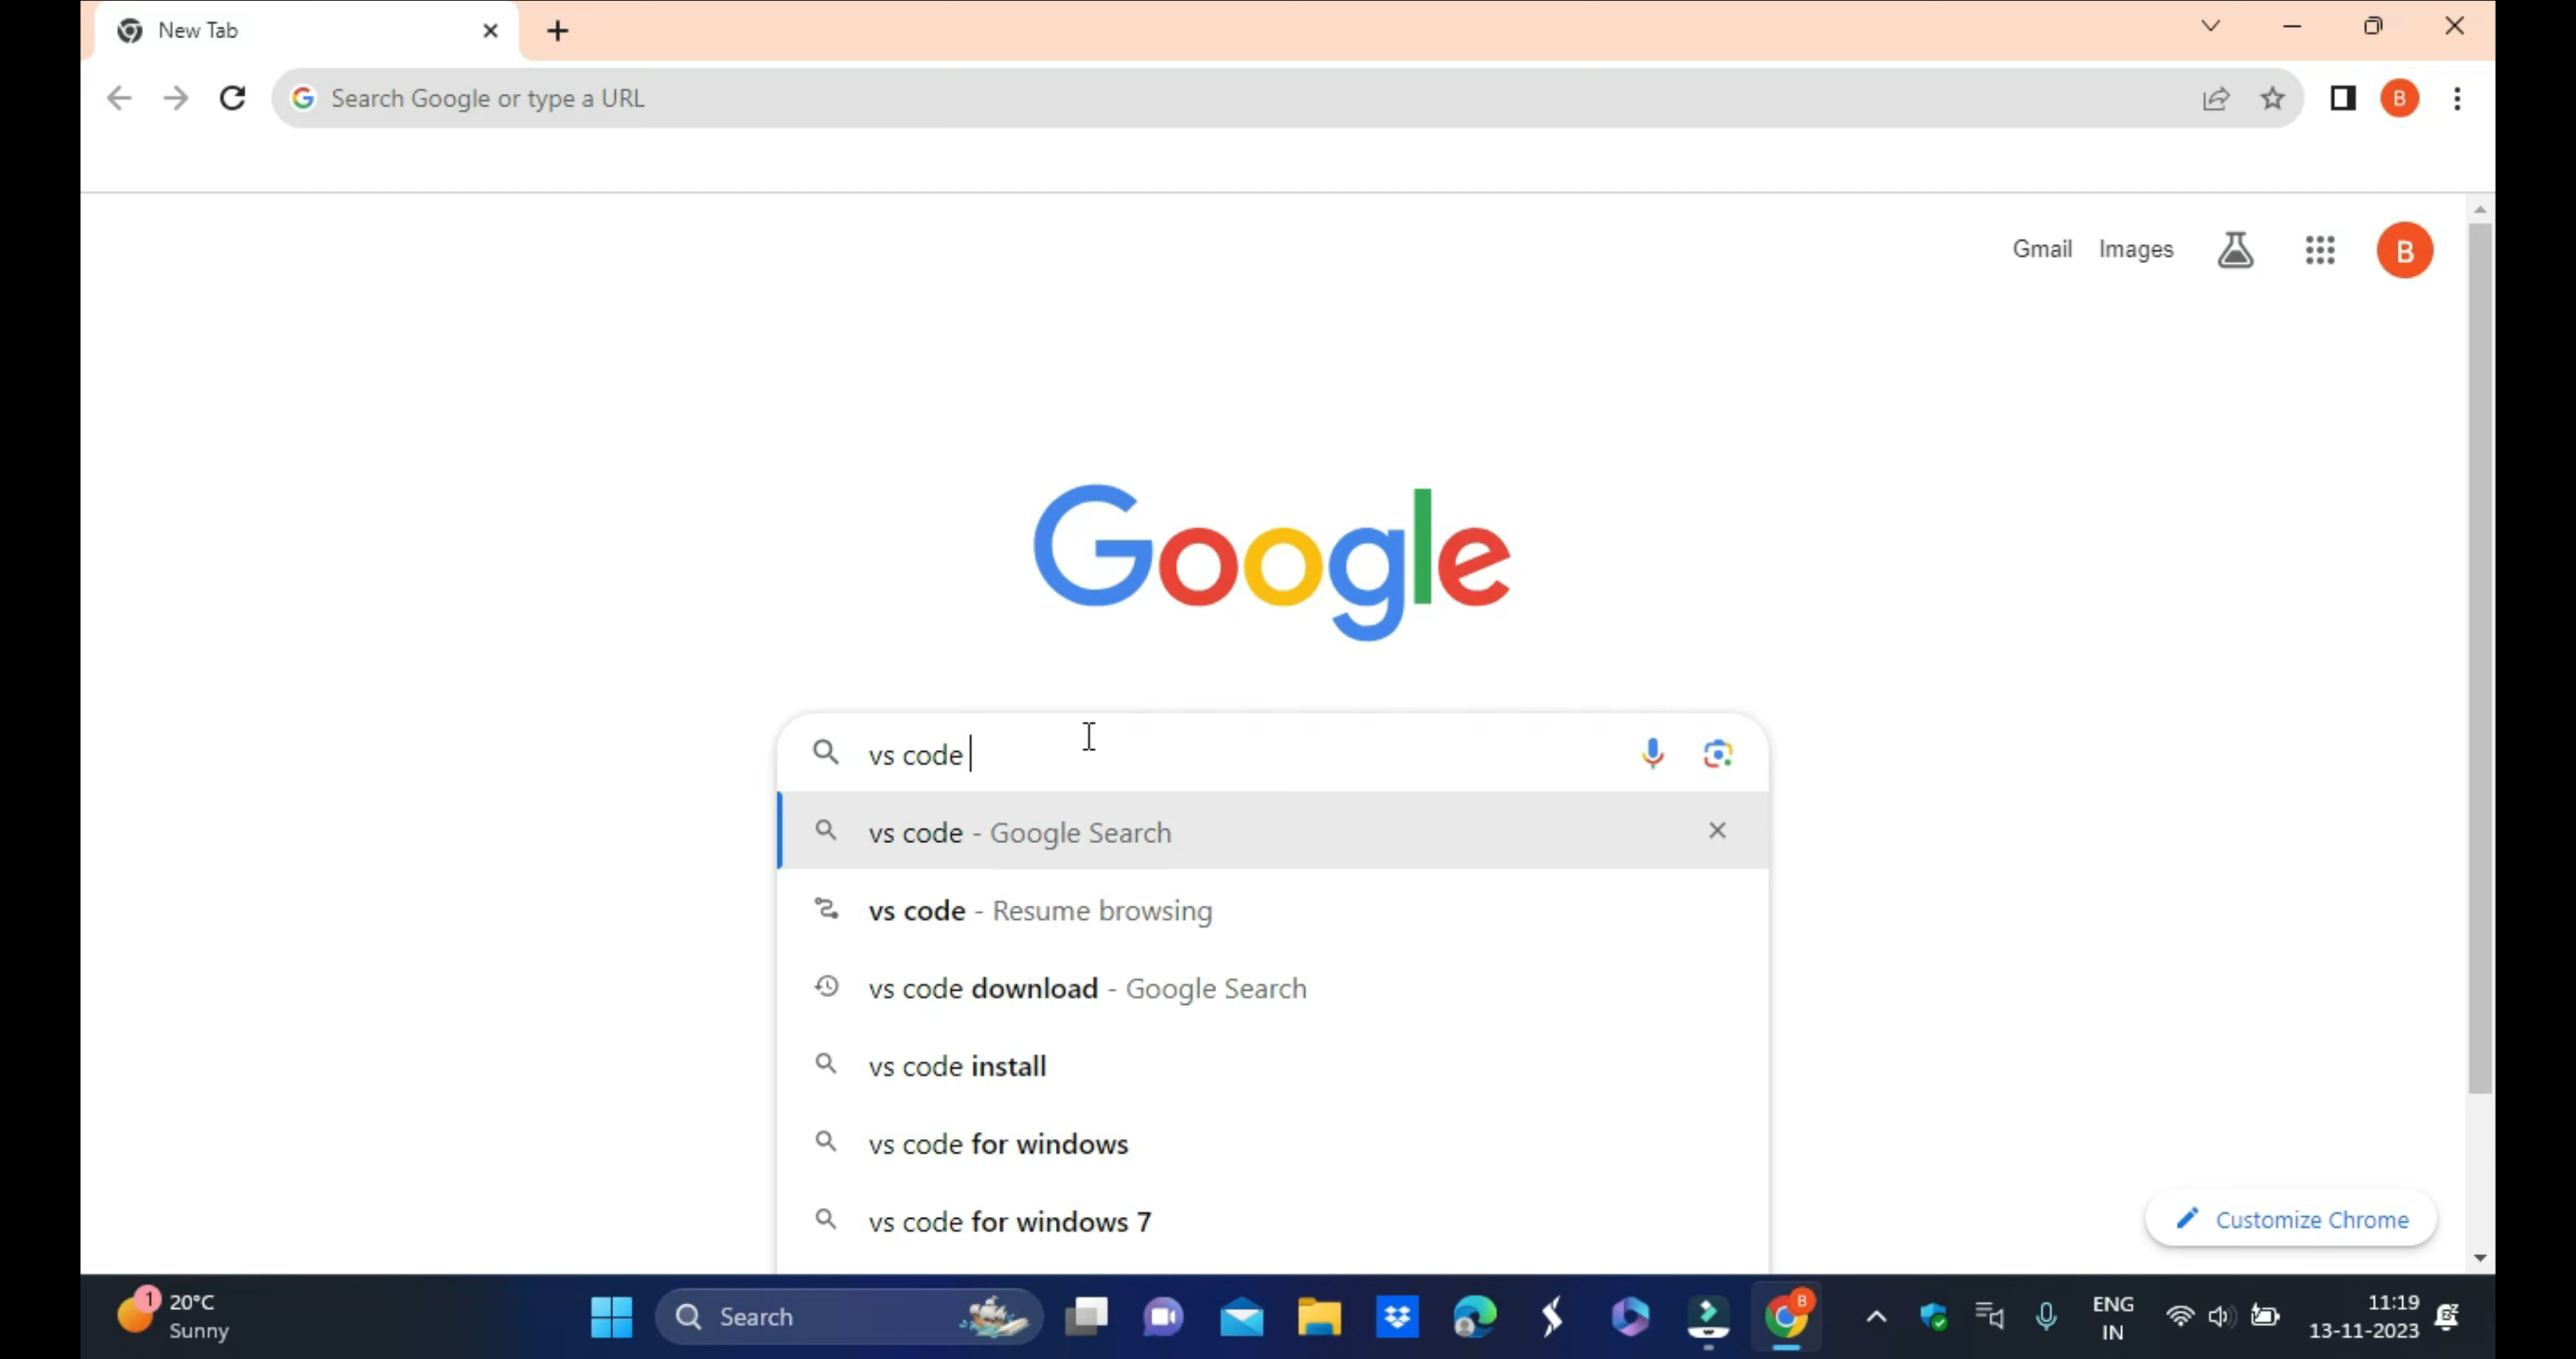 New Tab
Search Google or type a URL
B
Gmail Images
B
Google
vs code
vs code - Google Search
vs code - Resume browsing
vs code download - Google Search
vs code install
vs code for windows
vs code for windows 7
Customize Chrome
1
20°C
Sunny
Search
B
ENG
IN
11:19
13-11-2023